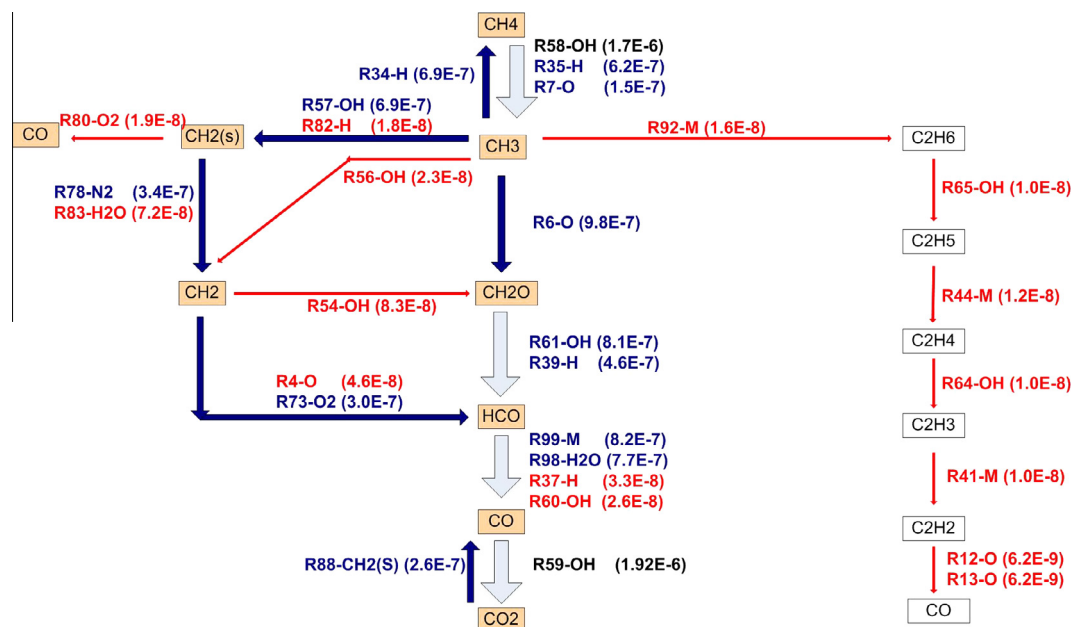 CH4
R58-OH (1.7E-6)
R34-H (6.9E-7)
R35-H (6.2E-7)
R7-O (1.5E-7)
R80-O2 (1.9E-8)
R57-OH (6.9E-7)
R82-H (1.8E-8)
R92-M (1.6E-8)
CO
CH2(s)
CH3
C2H6
R56-OH (2.3E-8)
R65-OH (1.0E-8)
R78-N2 (3.4E-7)
R83-H2O (7.2E-8)
R6-O (9.8E-7)
C2H5
CH2
CH2O
R54-OH (8.3E-8)
R44-M (1.2E-8)
R61-OH (8.1E-7)
R39-H (4.6E-7)
C2H4
R4-O (4.6E-8)
R73-O2 (3.0E-7)
R64-OH (1.0E-8)
HCO
C2H3
R99-M (8.2E-7)
R98-H2O (7.7E-7)
R37-H (3.3E-8)
R60-OH (2.6E-8)
R41-M (1.0E-8)
CO
C2H2
R88-CH2(S) (2.6E-7)
R59-OH (1.92E-6)
R12-O (6.2E-9)
R13-O (6.2E-9)
CO2
CO